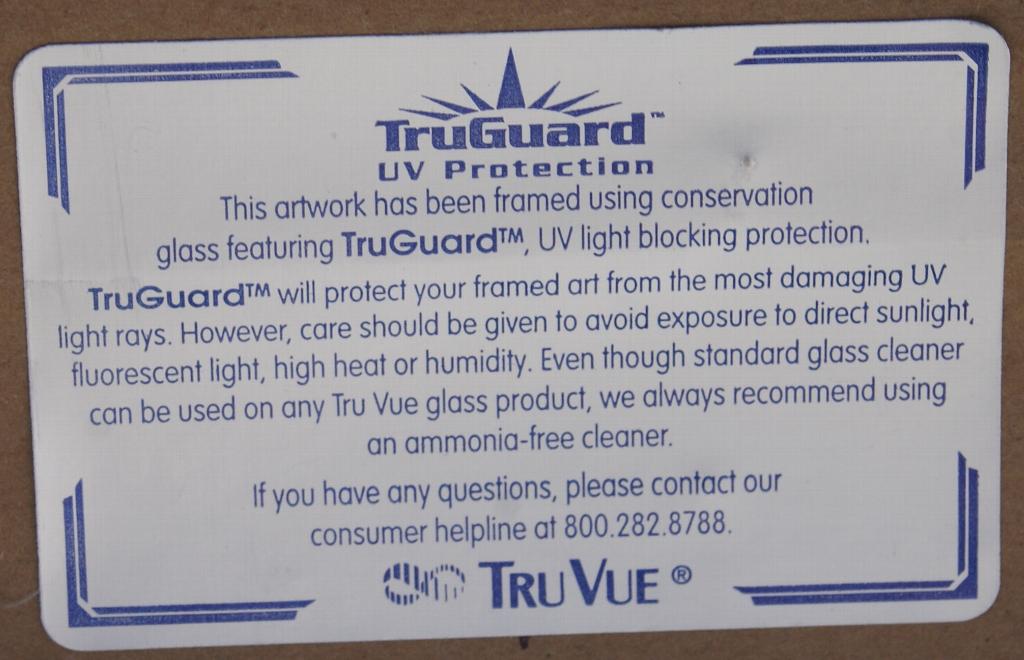 TruGuard™
UV Protection
This artwork has been framed using conservation
glass featuring TruGuard™, UV light blocking protection.
TruGuard™ will protect your framed art from the most damaging UV
light rays. However, care should be given to avoid exposure to direct sunlight,
fluorescent light, high heat or humidity. Even though standard glass cleaner
can be used on any Tru Vue glass product, we always recommend using
an ammonia-free cleaner.
If you have any questions, please contact our
consumer helpline at 800.282.8788.
TRU VUE ®